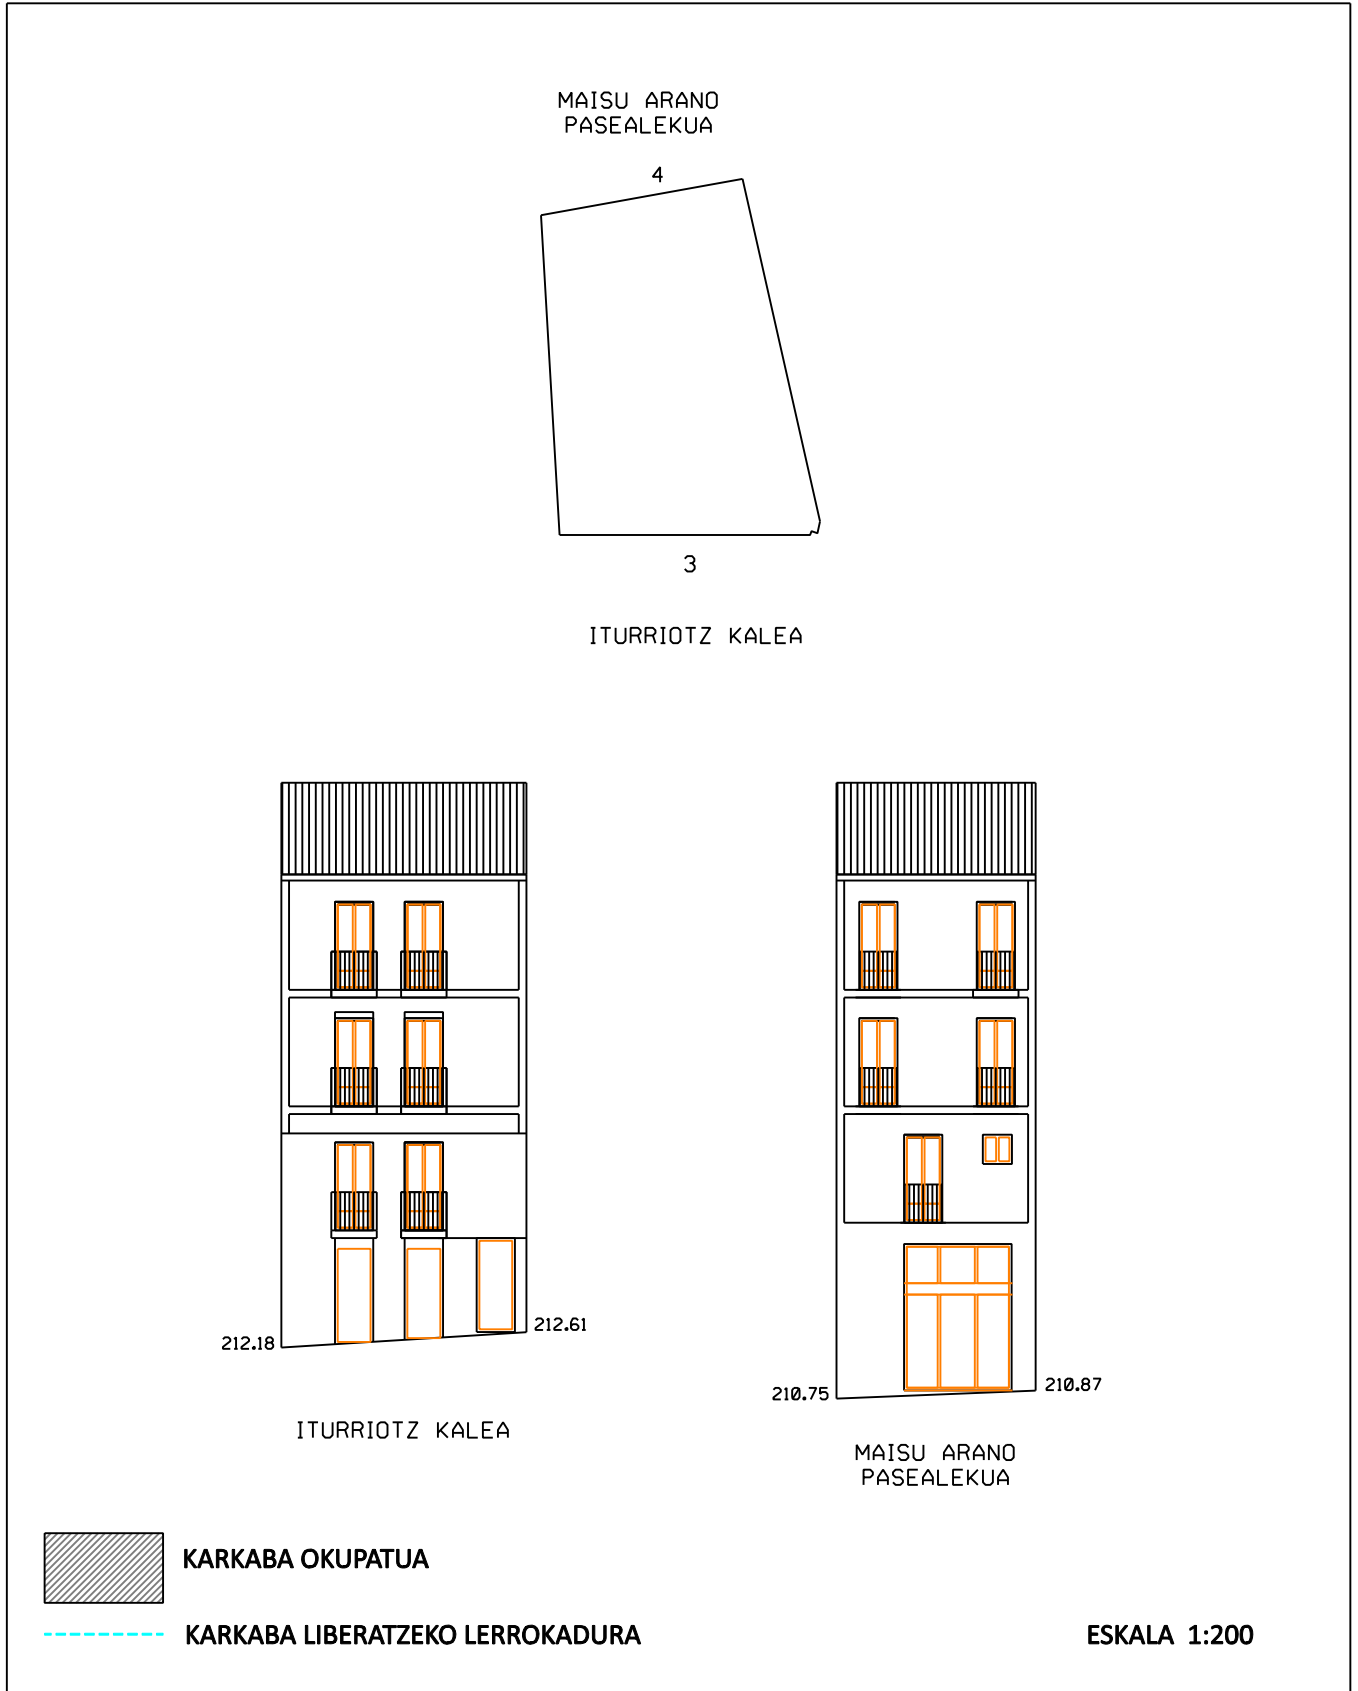 MAISU ARANO
PASEALEKUA
4
3
ITURRIOTZ KALEA
212.18
212.61
210.75
210.87
ITURRIOTZ KALEA
MAISU ARANO
PASEALEKUA
KARKABA OKUPATUA
KARKABA LIBERATZEKO LERROKADURA
ESKALA 1:200